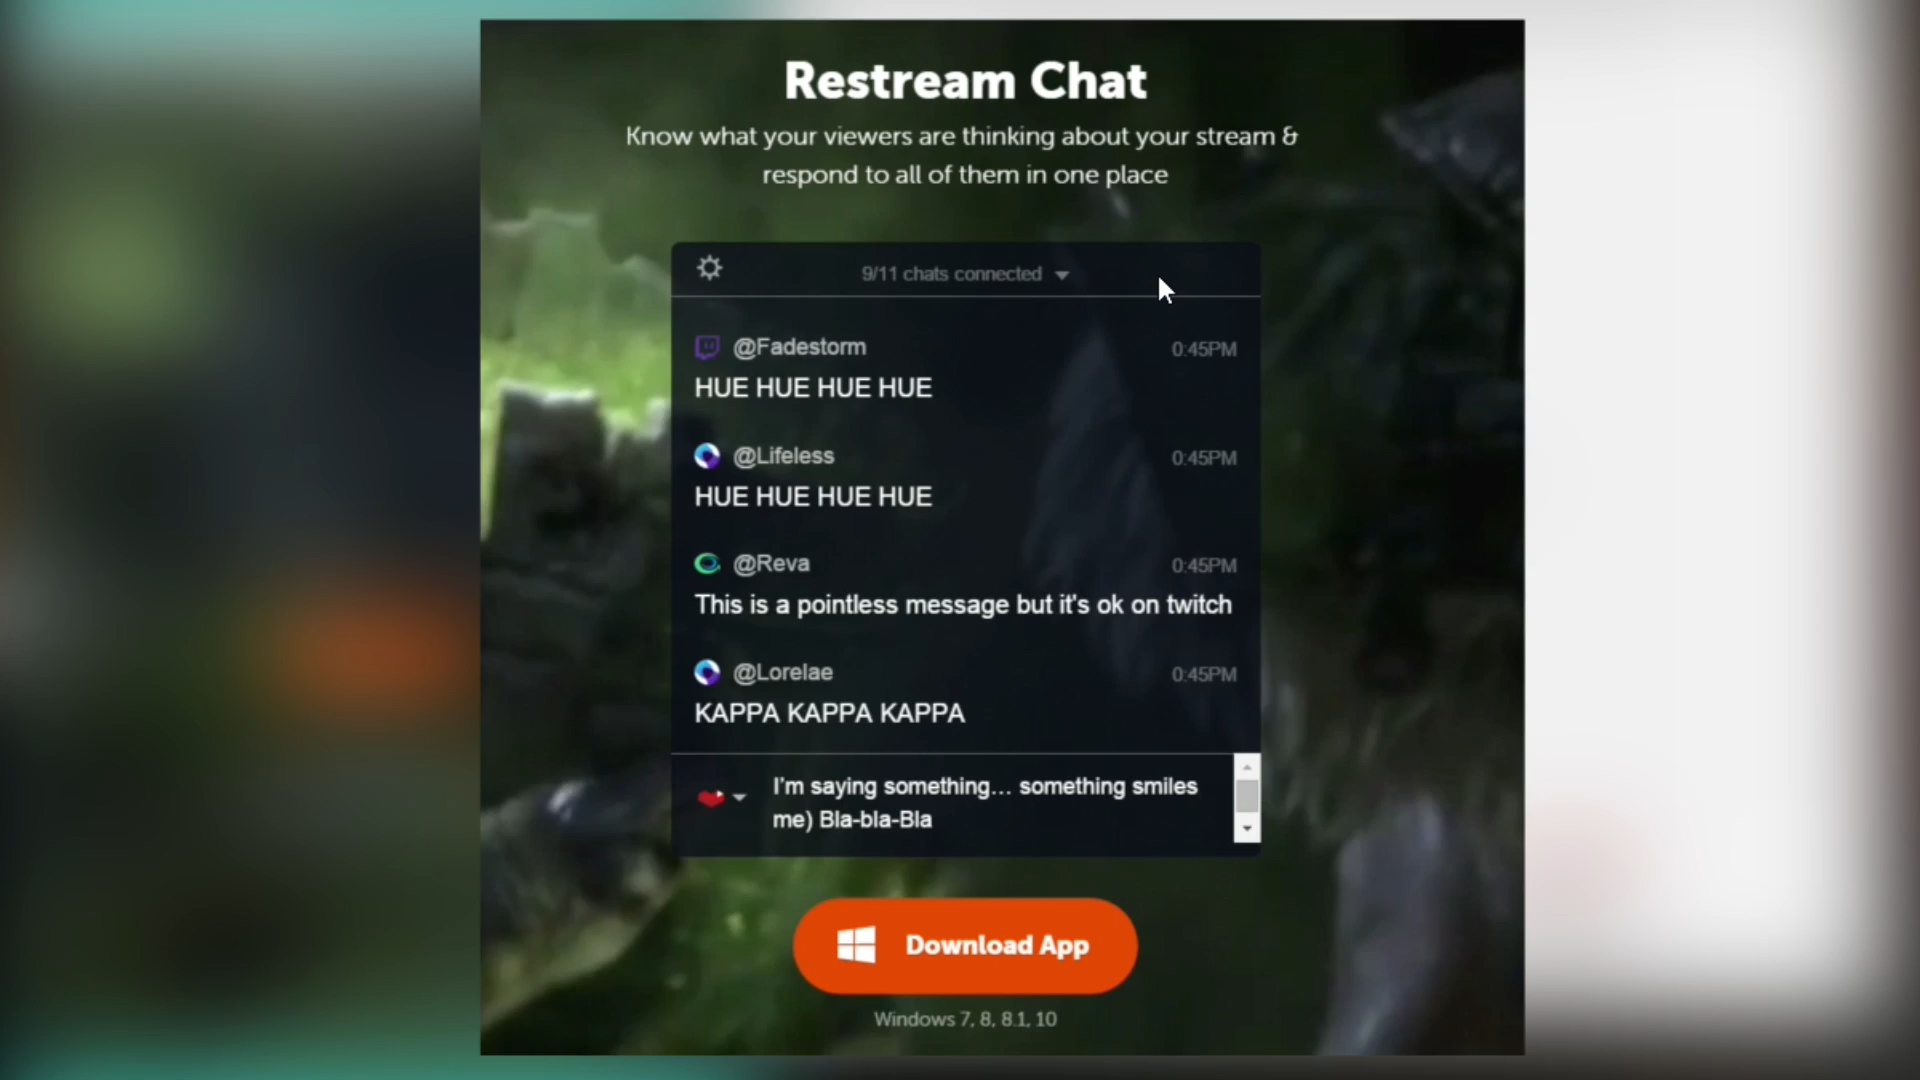 Restream Chat
Know what your viewers are thinking about your stream &
respond to all of them in one place
9/11 chats connected
@Fadestorm 0:45PM
HUE HUE HUE HUE
@Lifeless 0:45PM
HUE HUE HUE HUE
@Reva 0:45PM
This is a pointless message but it's ok on twitch
@Lorelae 0:45PM
KAPPA KAPPA KAPPA
I'm saying something... something smiles
me) Bla-bla-Bla
Download App
Windows 7, 8, 8.1, 10